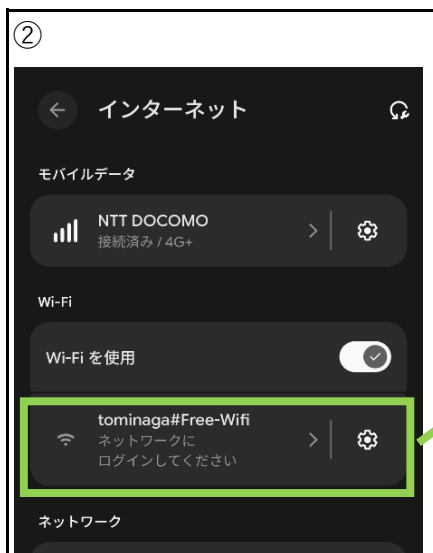 ②
インターネット
モバイルデータ
NTT DOCOMO
接続済み / 4G+
Wi-Fi
Wi-Fi を使用
tominaga#Free-Wifi
ネットワークに
ログインしてください
ネットワーク